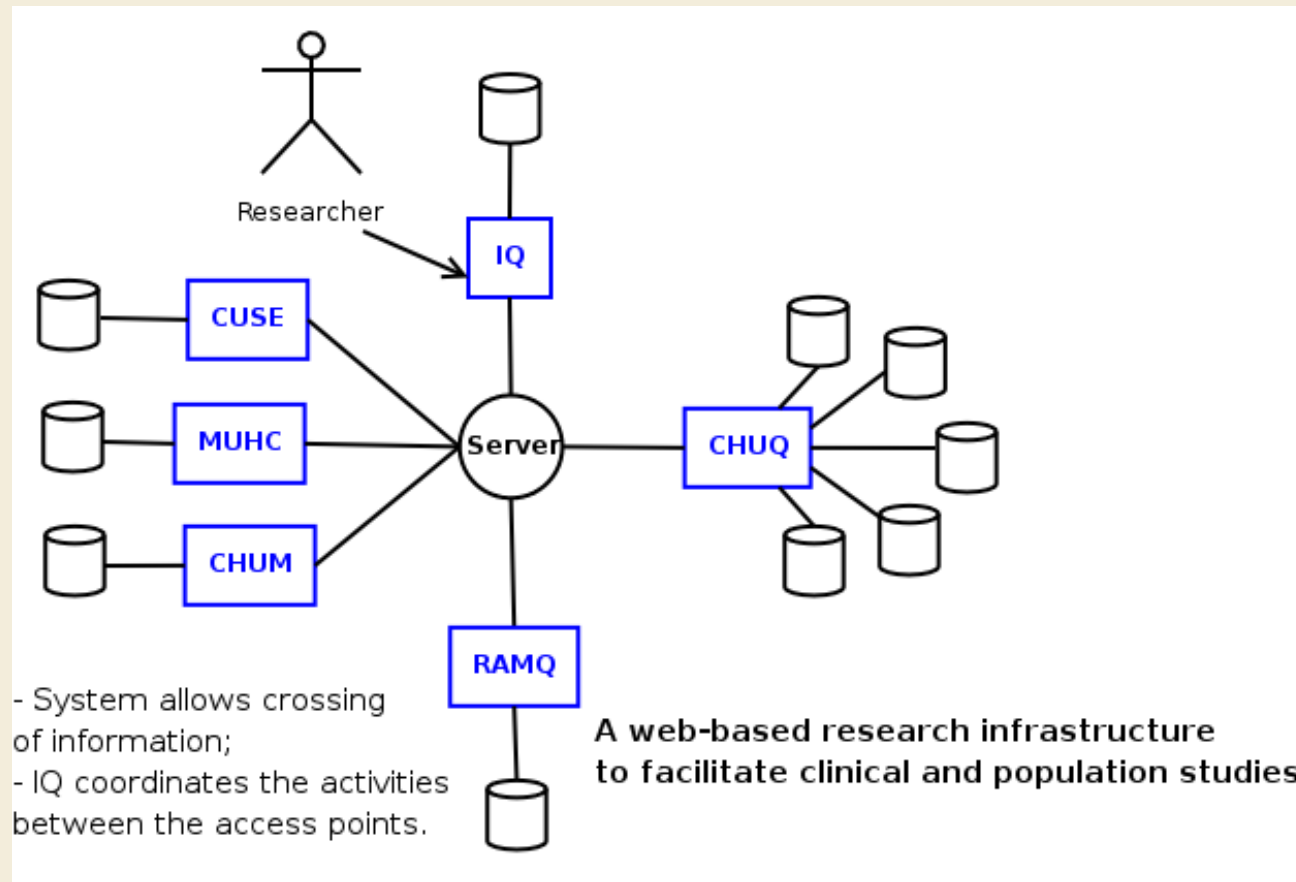 Researcher
IQ
CUSE
MUHC
Server
CHUQ
CHUM
RAMQ
- System allows crossing
of information;
- IQ coordinates the activities
between the access points.
A web-based research infrastructure
to facilitate clinical and population studies